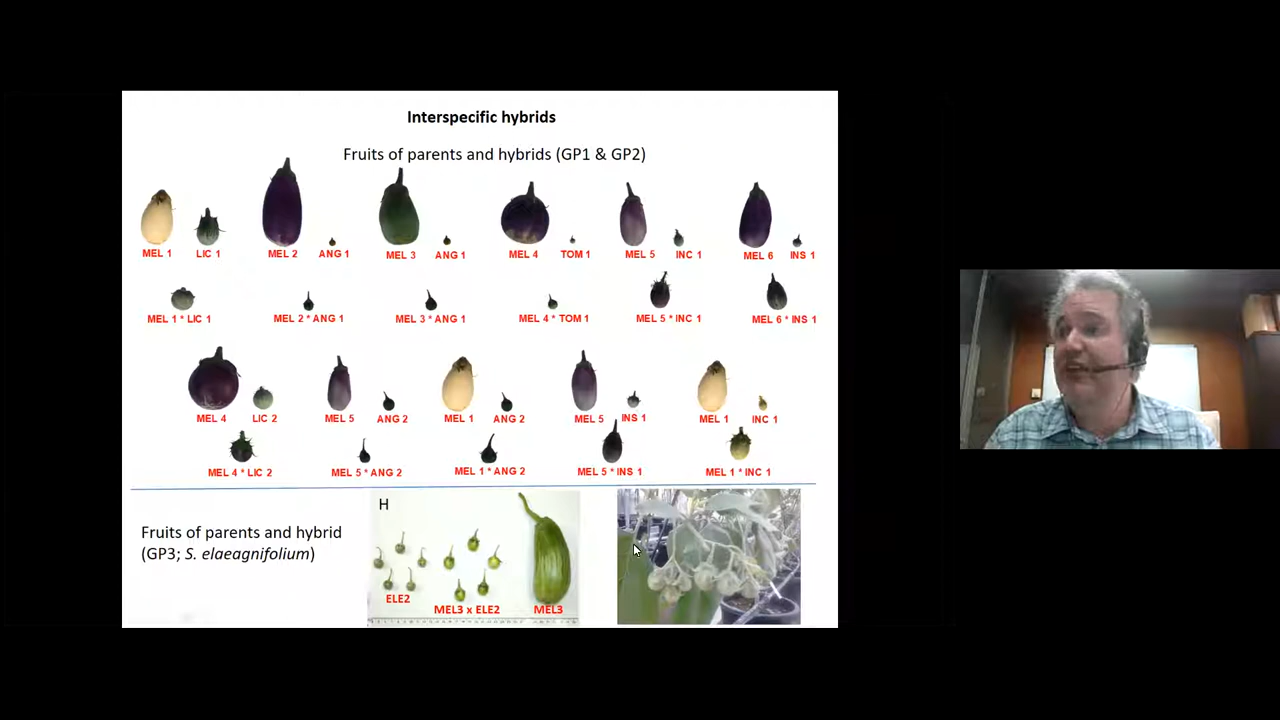 Interspecific hybrids
Fruits of parents and hybrids (GP1 & GP2)
MEL 1 LIC 1 MEL 2 ANG 1 MEL 3 ANG 1 MEL 4 TOM 1 MEL 5 INC 1 MEL 6 INS 1
MEL 1 * LIC 1 MEL 2 * ANG 1 MEL 3 * ANG 1 MEL 4 * TOM 1 MEL 5 * INC 1 MEL 6 * INS 1
MEL 4 LIC 2 MEL 5 ANG 2 MEL 1 ANG 2 MEL 5 INS 1 MEL 1 INC 1
MEL 4 * LIC 2 MEL 5 * ANG 2 MEL 1 * ANG 2 MEL 5 * INS 1 MEL 1 * INC 1
Fruits of parents and hybrid
(GP3; S. elaeagnifolium)
H
ELE2 MEL3 x ELE2 MEL3